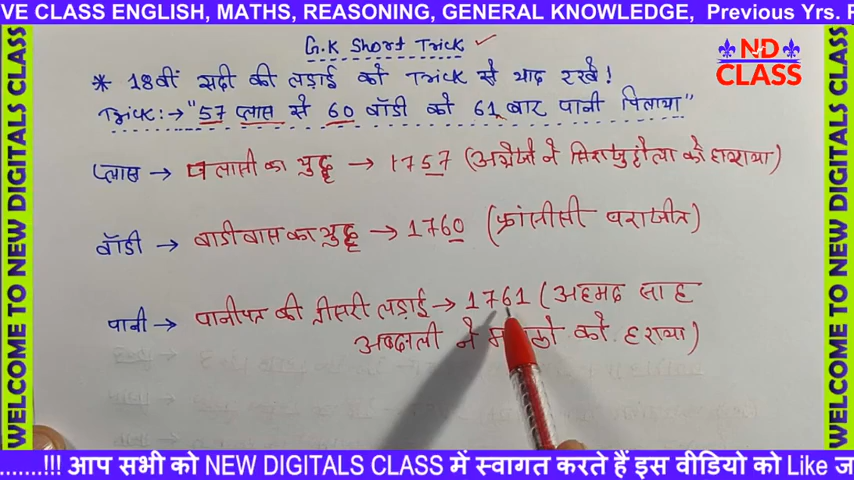 VE CLASS ENGLISH, MATHS, REASONING, GENERAL KNOWLEDGE, Previous Yrs. P
WELCOME TO NEW DIGITALS CLASS
G.K Short Trick
ND
CLASS
* 18वीं सदी की लड़ाई को Trick से याद रखें!
Trick:→ "57 प्लास से 60 बॉडी को 61 बार पानी पिलाया"
प्लास → प्लासी का युद्ध → 1757 (अंग्रेजों ने सिराजुद्दौला को हराया)
बॉडी → वाडीवास का युद्ध → 1760 (फ्रांसीसी पराजीत)
पानी → पानीपत की तीसरी लड़ाई → 1761 (अहमद साह
अब्दाली ने मराठो को हराया)
WELCOME TO NEW DIGITALS CLASS
.......!!! आप सभी को NEW DIGITALS CLASS में स्वागत करते हैं इस वीडियो को Like ज